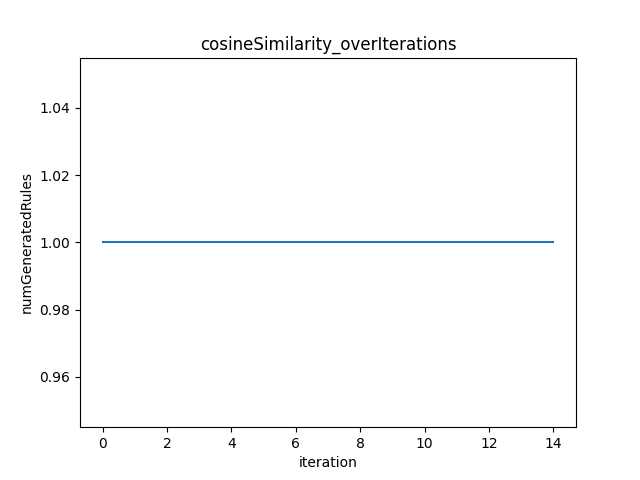 cosineSimilarity_overIterations
numGeneratedRules
1.04
1.02
1.00
0.98
0.96
0 2 4 6 8 10 12 14
iteration